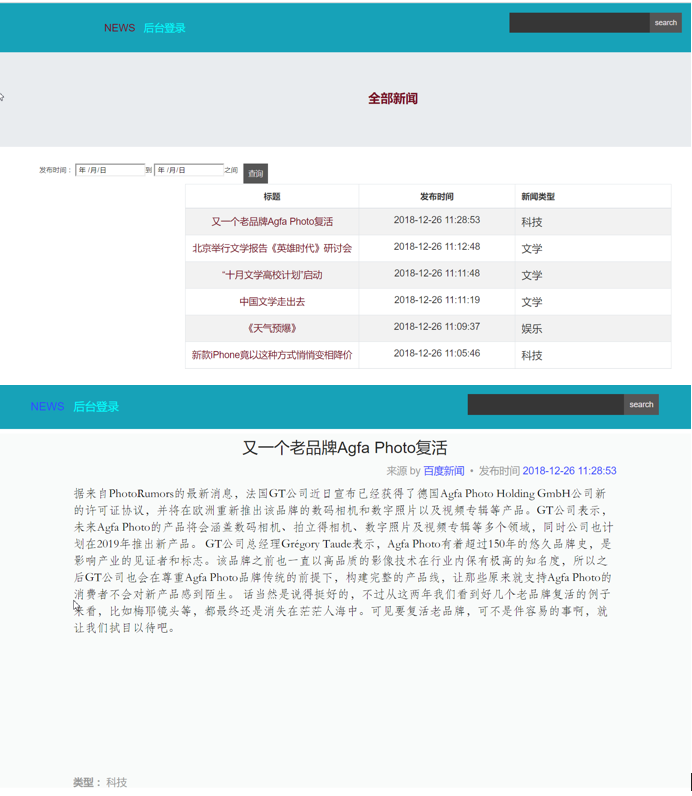 NEWS 后台登录 search
全部新闻
发布时间： 年 /月/日 到 年 /月/日 之间 查询
标题 发布时间 新闻类型
又一个老品牌Agfa Photo复活 2018-12-26 11:28:53 科技
北京举行文学报告《英雄时代》研讨会 2018-12-26 11:12:48 文学
“十月文学高校计划”启动 2018-12-26 11:11:48 文学
中国文学走出去 2018-12-26 11:11:19 文学
《天气预爆》 2018-12-26 11:09:37 娱乐
新款iPhone竟以这种方式悄悄变相降价 2018-12-26 11:05:46 科技
NEWS 后台登录 search
又一个老品牌Agfa Photo复活
来源 by 百度新闻 • 发布时间 2018-12-26 11:28:53
据来自PhotoRumors的最新消息，法国GT公司近日宣布已经获得了德国Agfa Photo Holding GmbH公司新
的许可证协议，并将在欧洲重新推出该品牌的数码相机和数字照片以及视频专辑等产品。GT公司表示，
未来Agfa Photo的产品将会涵盖数码相机、拍立得相机、数字照片及视频专辑等多个领域，同时公司也计
划在2019年推出新产品。 GT公司总经理Grégory Taude表示，Agfa Photo有着超过150年的悠久品牌史，是
影响产业的见证者和标志。该品牌之前也一直以高品质的影像技术在行业内保有极高的知名度，所以之
后GT公司也会在尊重Agfa Photo品牌传统的前提下，构建完整的产品线，让那些原来就支持Agfa Photo的
消费者不会对新产品感到陌生。 话当然是说得挺好的，不过从这两年我们看到好几个老品牌复活的例子
来看，比如梅耶镜头等，都最终还是消失在茫茫人海中。可见要复活老品牌，可不是件容易的事啊，就
让我们拭目以待吧。
类型： 科技